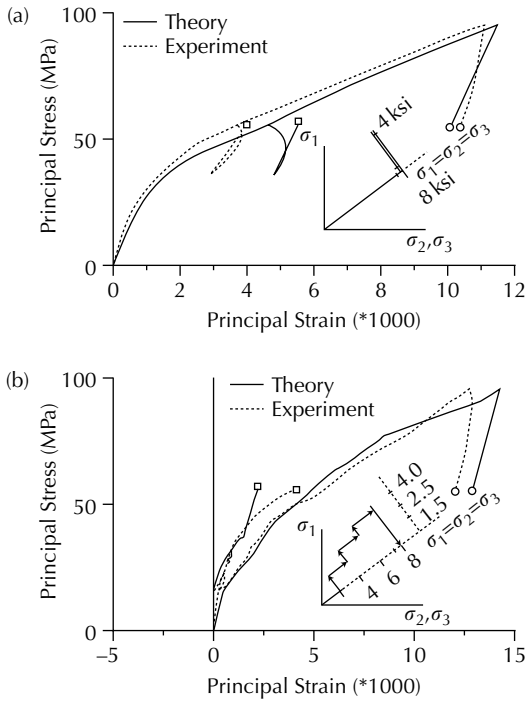 (a)
Theory
Experiment
Principal Stress (MPa)
100
50
0
0 2 4 6 8 10 12
Principal Strain (*1000)
σ1
σ2,σ3
4 ksi
8 ksi
σ1=σ2=σ3
(b)
Theory
Experiment
Principal Stress (MPa)
100
50
0
−5 0 5 10 15
Principal Strain (*1000)
σ1
σ2,σ3
4 6 8
4.0
2.5
1.5
σ1=σ2=σ3